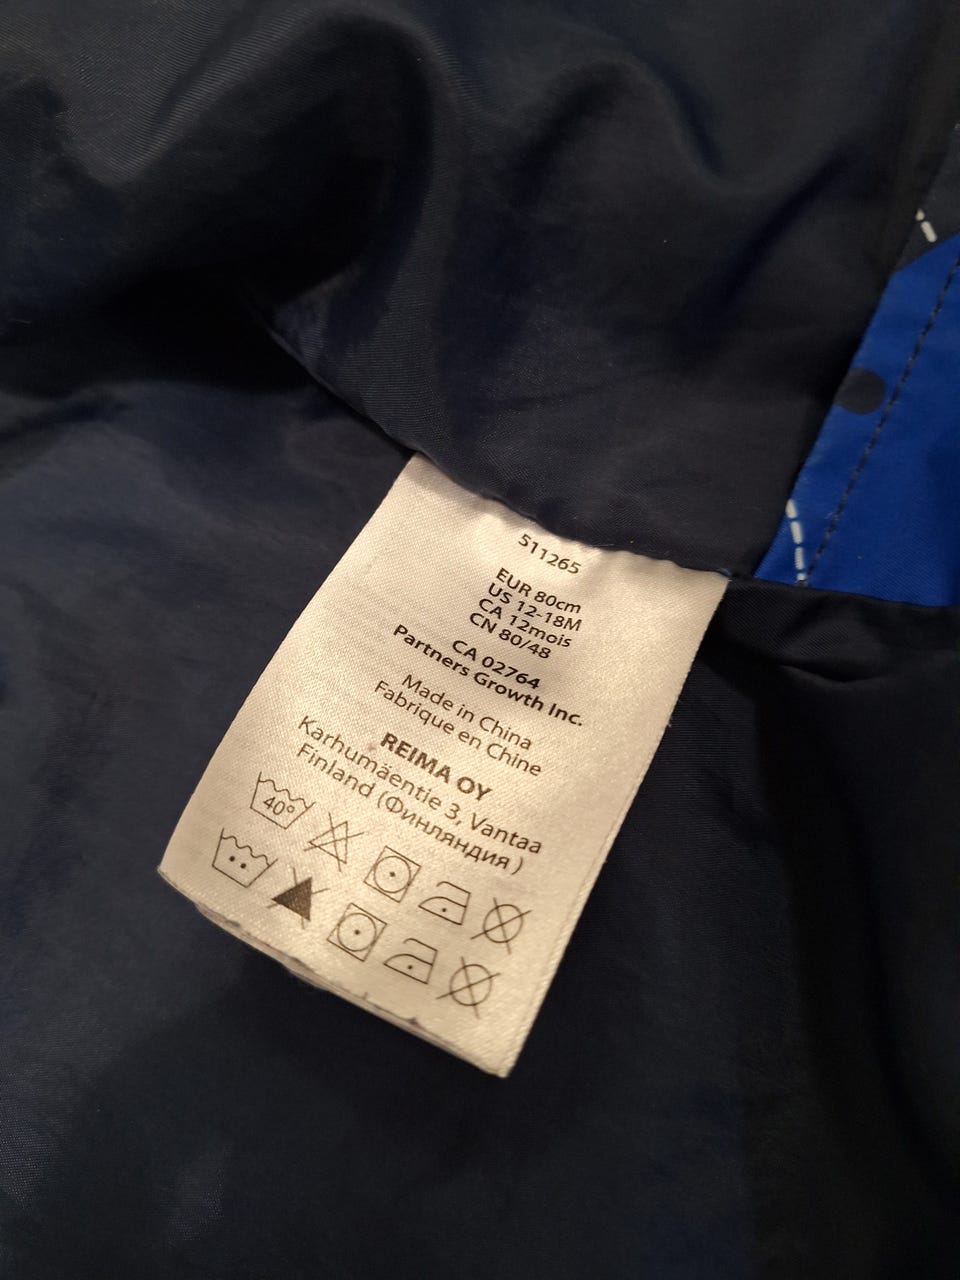 511265
EUR 80cm
US 12-18M
CA 12mois
CN 80/48
CA 02764
Partners Growth Inc.
Made in China
Fabrique en Chine
REIMA OY
Karhumäentie 3, Vantaa
Finland (Финляндия)
40°